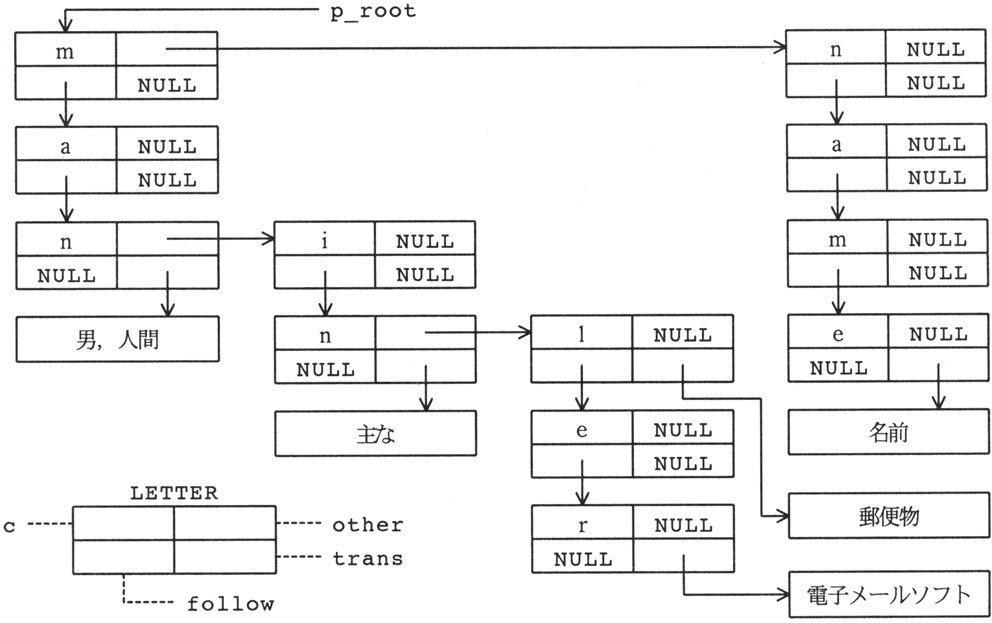 p_root
m
NULL
n NULL
NULL
a NULL
NULL
a NULL
NULL
n
NULL
i NULL
NULL
m NULL
NULL
男，人間
n
NULL
l NULL
e NULL
NULL
主な
e NULL
NULL
名前
r NULL
NULL
郵便物
電子メールソフト
LETTER
c
other
trans
follow